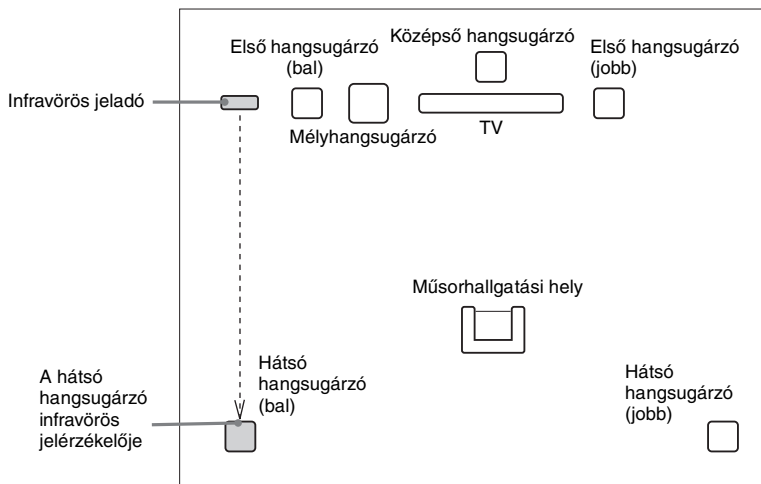 Első hangsugárzó
(bal)
Középső hangsugárzó
Első hangsugárzó
(jobb)
Infravörös jeladó
Mélyhangsugárzó
TV
Műsorhallgatási hely
A hátsó
hangsugárzó
infravörös
jelérzékelője
Hátsó
hangsugárzó
(bal)
Hátsó
hangsugárzó
(jobb)